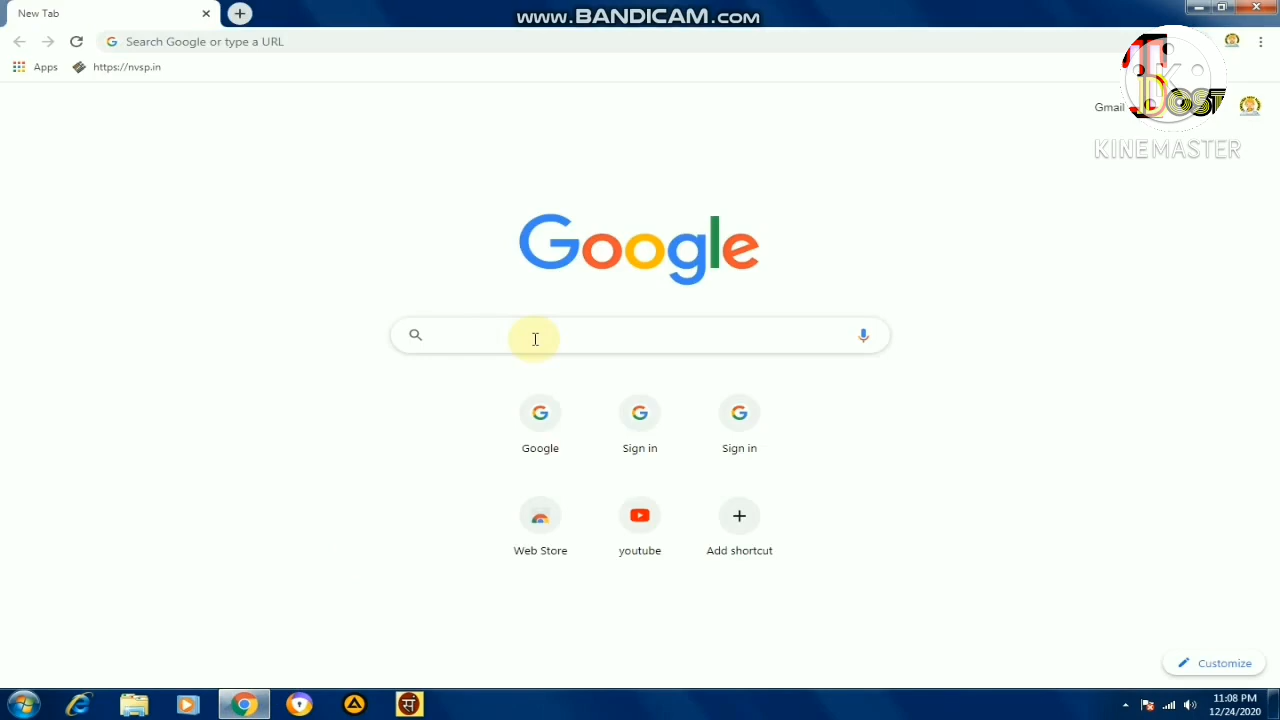 New Tab
www.BANDICAM.com
Search Google or type a URL
Apps
https://nvsp.in
Gmail
DOST
KINEMASTER
Google
Google
Sign in
Sign in
Web Store
youtube
Add shortcut
Customize
सं
11:08 PM
12/24/2020